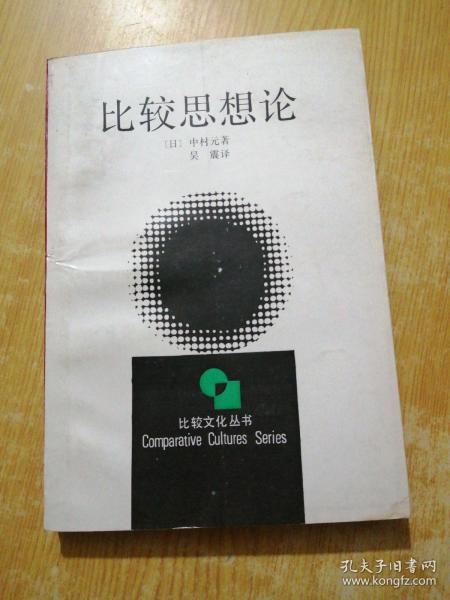 比较思想论
〔日〕中村元著
吴 震译
比较文化丛书
Comparative Cultures Series
孔夫子旧书网
www.kongfz.com